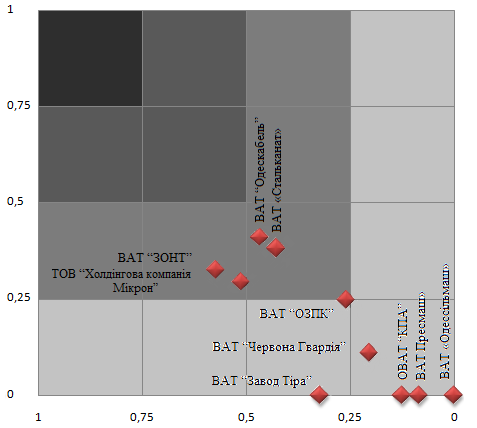 1
0,75
ВАТ “Одескабель”
ВАТ «Стальканат»
0,5
ВАТ “ЗОНТ”
ТОВ “Холдінгова компанія
Мікрон”
0,25
ВАТ “ОЗПК”
ВАТ “Червона Гвардія”
ОВАТ “КПА”
ВАТ Пресмаш»
ВАТ «Одессільмаш»
ВАТ “Завод Тіра”
0
1
0,75
0,5
0,25
0